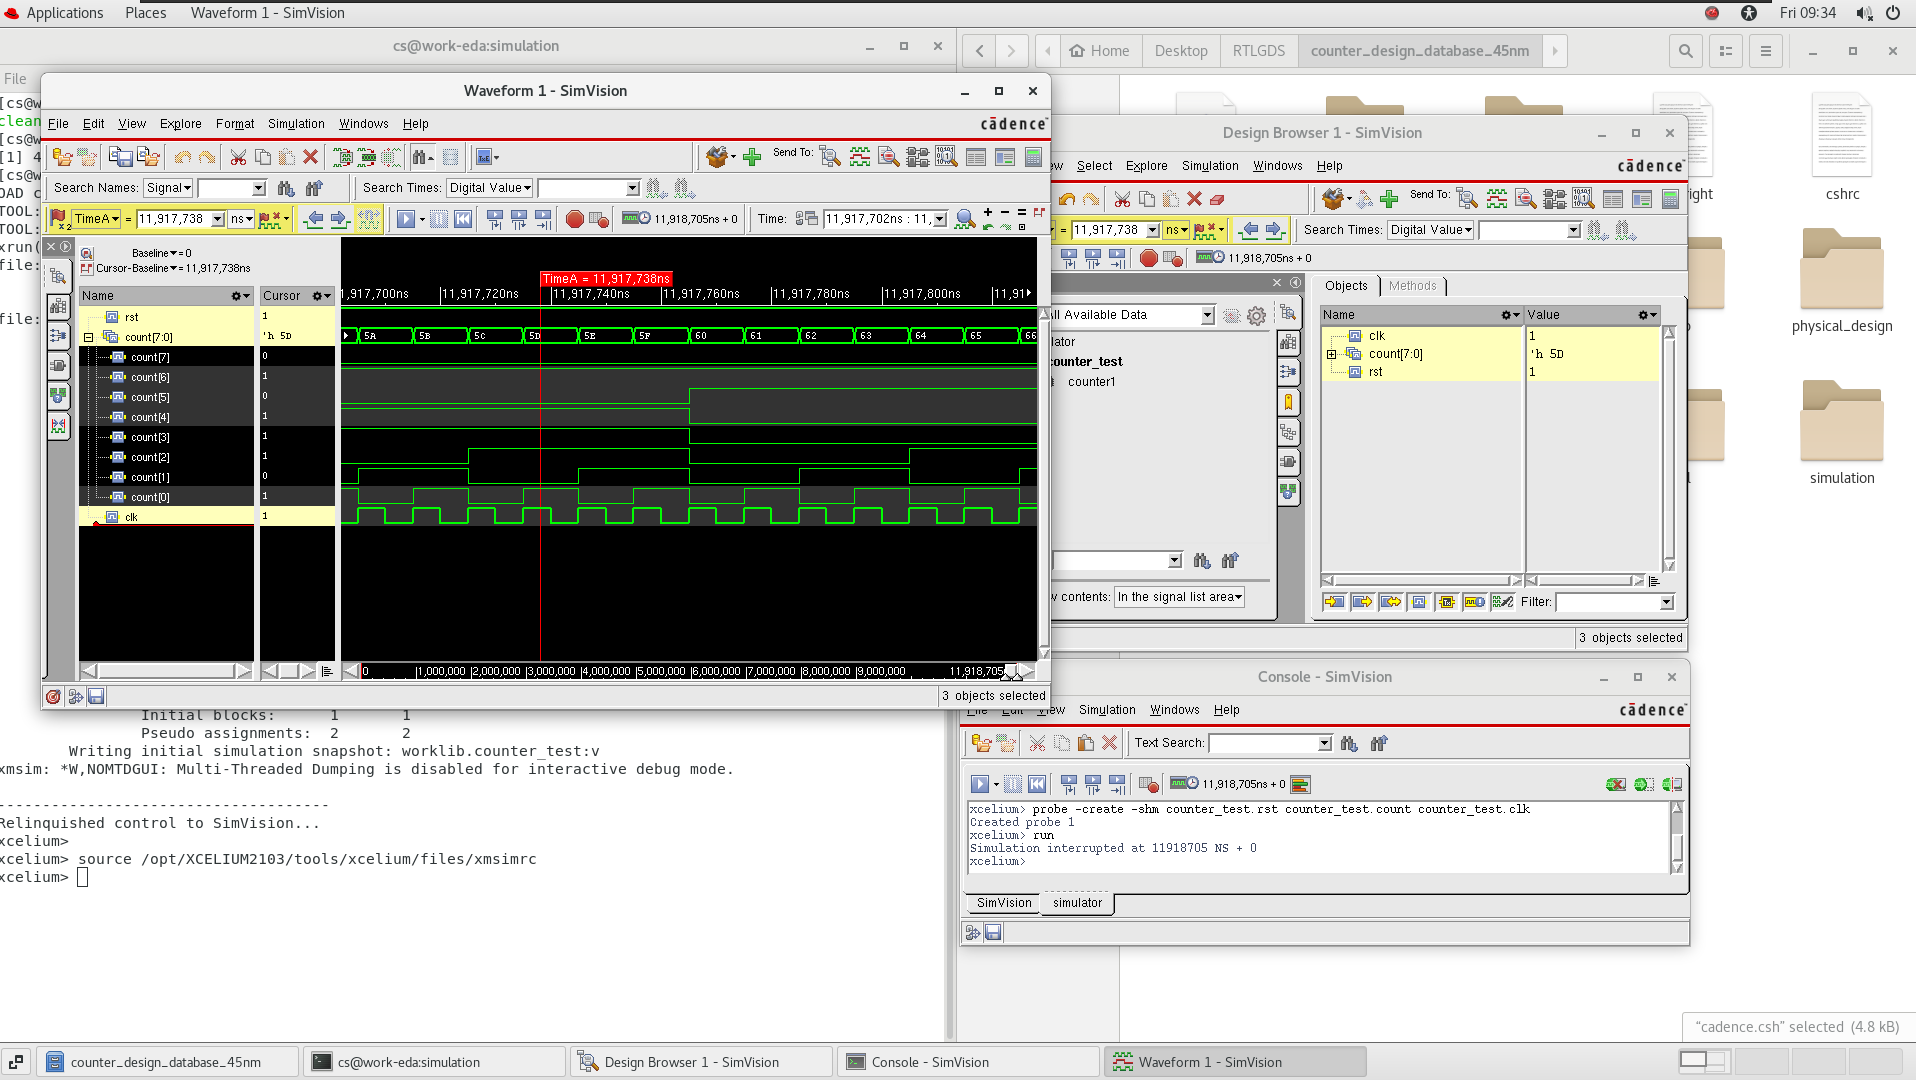 Applications Places Waveform 1 - SimVision Fri 09:34
cs@work-eda:simulation
Home Desktop RTLGDS counter_design_database_45nm
File
[cs@w
clean
[cs@w
[1] 4
[cs@w
OAD c
TOOL:
TOOL:
xrun(
file:
file:
Waveform 1 - SimVision
File Edit View Explore Format Simulation Windows Help
cādence
Send To:
Search Names: Signal
Search Times: Digital Value
TimeA = 11,917,738 ns
11,918,705ns + 0
Time: 11,917,702ns : 11,
Baseline = 0
Cursor-Baseline = 11,917,738ns
Name Cursor
TimeA = 11,917,738ns
1,917,700ns 11,917,720ns 11,917,740ns 11,917,760ns 11,917,780ns 11,917,800ns 11,91
rst 1
count[7:0] 'h 5D
5A 5B 5C 5D 5E 5F 60 61 62 63 64 65 66
count[7] 0
count[6] 1
count[5] 0
count[4] 1
count[3] 1
count[2] 1
count[1] 0
count[0] 1
clk 1
0 1,000,000 2,000,000 3,000,000 4,000,000 5,000,000 6,000,000 7,000,000 8,000,000 9,000,000 11,918,705
3 objects selected
Initial blocks: 1 1
Pseudo assignments: 2 2
Writing initial simulation snapshot: worklib.counter_test:v
xmsim: *W,NOMTDGUI: Multi-Threaded Dumping is disabled for interactive debug mode.
-------------------------------------
Relinquished control to SimVision...
xcelium>
xcelium> source /opt/XCELIUM2103/tools/xcelium/files/xmsimrc
xcelium>
Design Browser 1 - SimVision
ew Select Explore Simulation Windows Help
cādence
Send To:
= 11,917,738 ns
Search Times: Digital Value
11,918,705ns + 0
All Available Data
ulator
counter_test
counter1
w contents: In the signal list area
Objects Methods
Name Value
clk 1
count[7:0] 'h 5D
rst 1
Filter:
3 objects selected
Console - SimVision
File Edit View Simulation Windows Help
cādence
Text Search:
11,918,705ns + 0
xcelium> probe -create -shm counter_test.rst counter_test.count counter_test.clk
Created probe 1
xcelium> run
Simulation interrupted at 11918705 NS + 0
xcelium>
SimVision simulator
right
cshrc
physical_design
simulation
"cadence.csh" selected (4.8 kB)
counter_design_database_45nm cs@work-eda:simulation Design Browser 1 - SimVision Console - SimVision Waveform 1 - SimVision